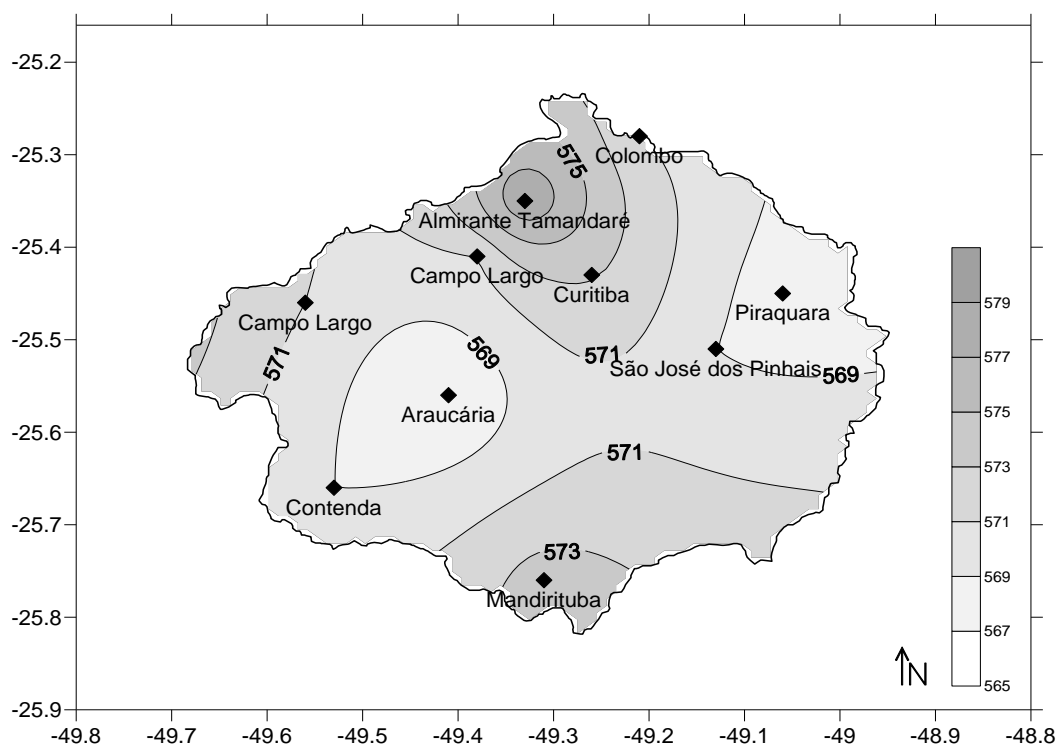 -25.2
-25.3
575
Colombo
Almirante Tamandaré
-25.4
Campo Largo
Curitiba
Piraquara
Campo Largo
579
-25.5
569
571
571
São José dos Pinhais
569
577
Araucária
575
-25.6
571
573
Contenda
-25.7
571
573
569
Mandirituba
-25.8
567
N
565
-25.9
-49.8 -49.7 -49.6 -49.5 -49.4 -49.3 -49.2 -49.1 -49 -48.9 -48.8